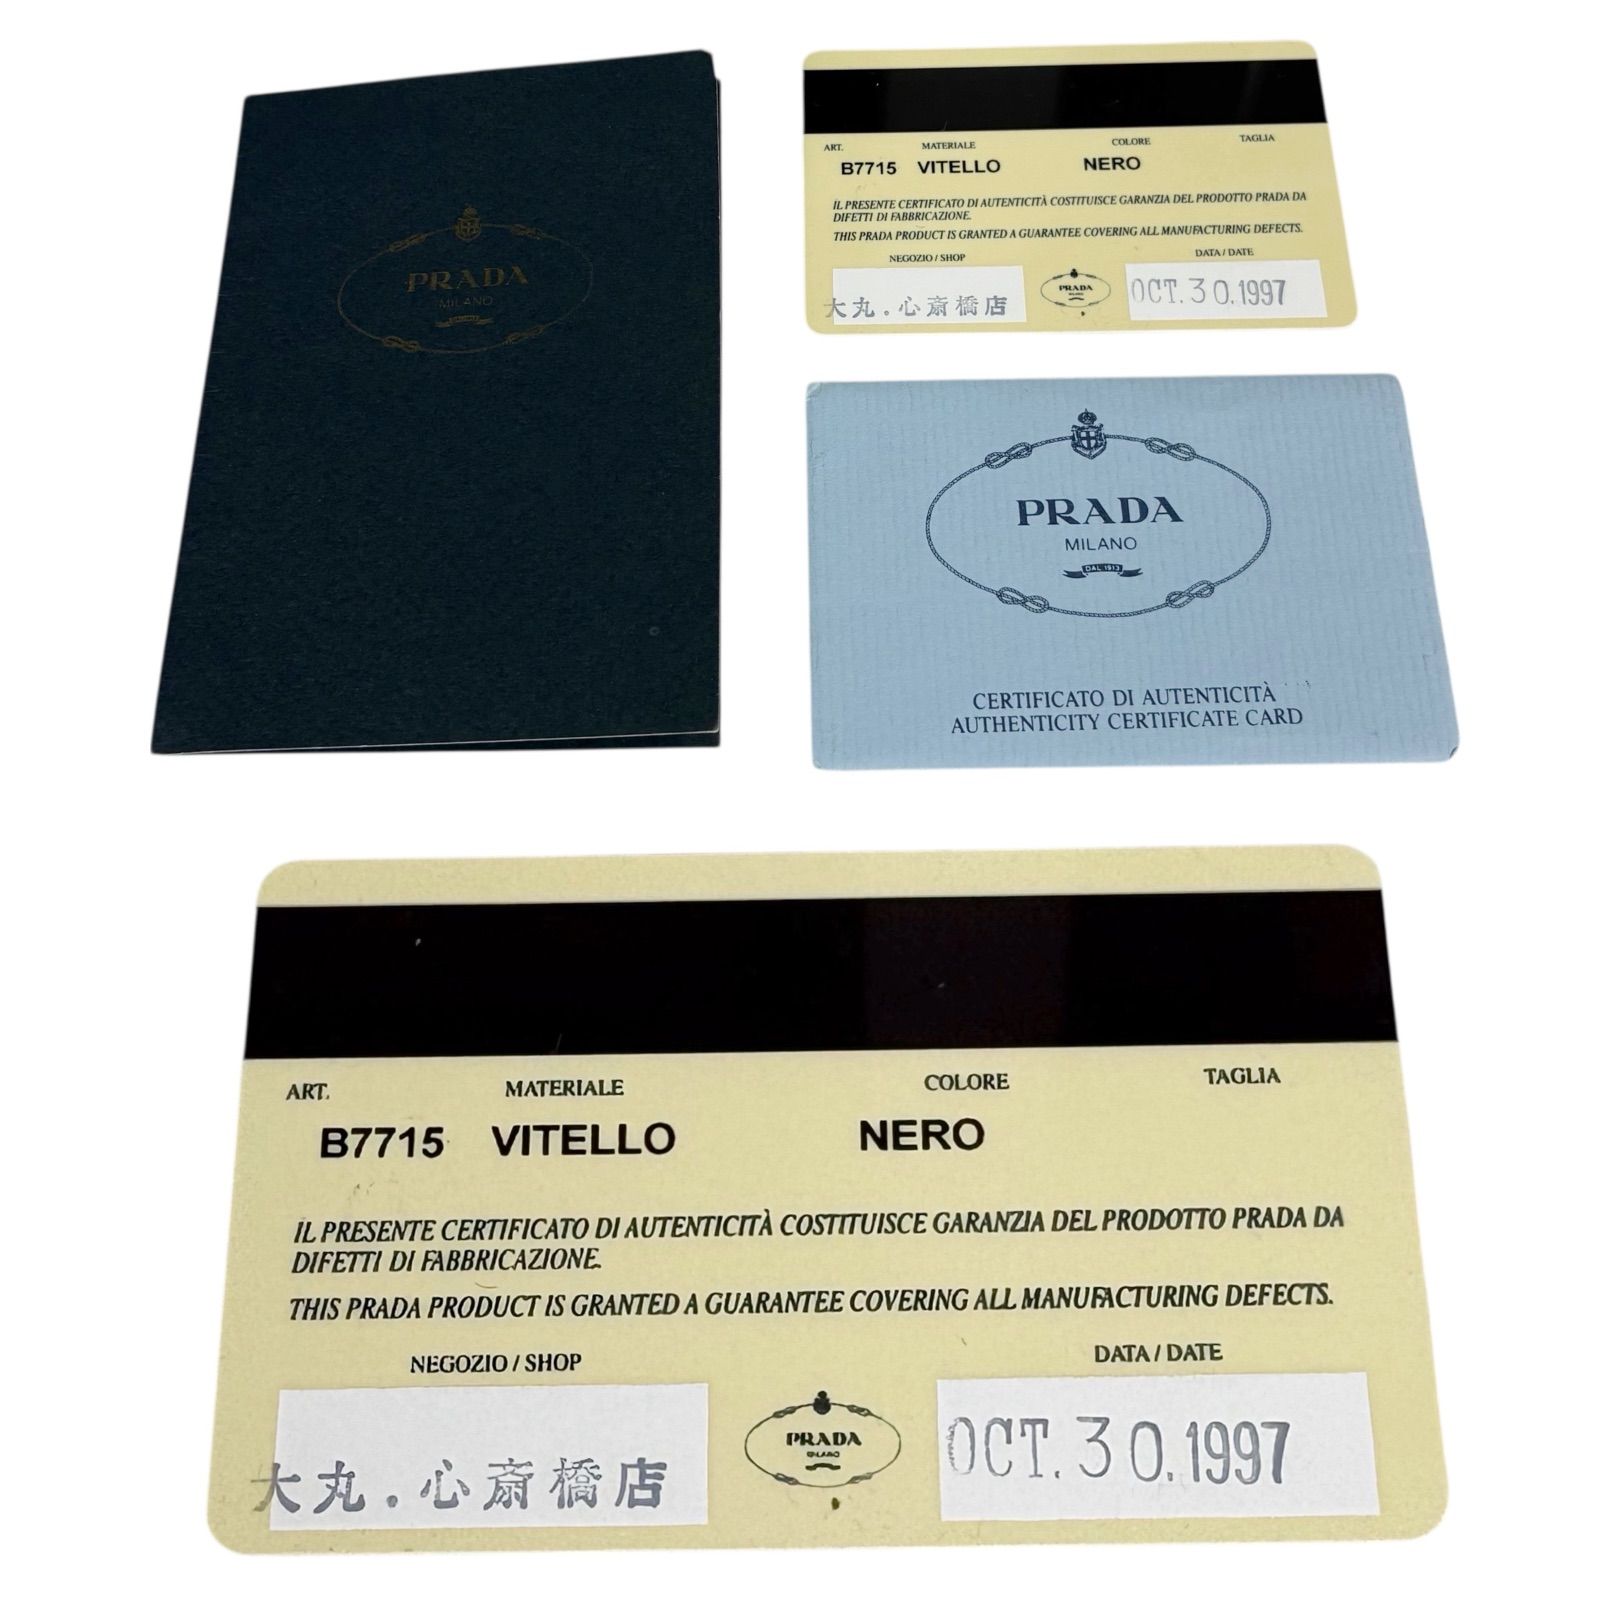 PRADA
MILANO
ART. MATERIALE COLORE TAGLIA
B7715 VITELLO NERO
IL PRESENTE CERTIFICATO DI AUTENTICITÀ COSTITUISCE GARANZIA DEL PRODOTTO PRADA DA
DIFETTI DI FABBRICAZIONE.
THIS PRADA PRODUCT IS GRANTED A GUARANTEE COVERING ALL MANUFACTURING DEFECTS.
NEGOZIO / SHOP DATA / DATE
大丸.心斎橋店 PRADA OCT. 30. 1997
PRADA
MILANO
DAL 1913
CERTIFICATO DI AUTENTICITÀ
AUTHENTICITY CERTIFICATE CARD
ART. MATERIALE COLORE TAGLIA
B7715 VITELLO NERO
IL PRESENTE CERTIFICATO DI AUTENTICITÀ COSTITUISCE GARANZIA DEL PRODOTTO PRADA DA
DIFETTI DI FABBRICAZIONE.
THIS PRADA PRODUCT IS GRANTED A GUARANTEE COVERING ALL MANUFACTURING DEFECTS.
NEGOZIO / SHOP DATA / DATE
大丸.心斎橋店 PRADA OCT. 30. 1997
MILANO